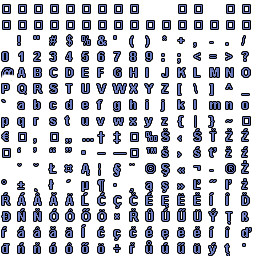 ! " # $ % & ' ( ) * + , - . /
0 1 2 3 4 5 6 7 8 9 : ; < = > ?
A B C D E F G H I J K L M N O
P Q R S T U V W X Y Z [ \ ] ^ _
` a b c d e f g h i j k l m n o
p q r s t u v w x y z { | } ~
€ ‚ „ … † ‡ ‰ Š ‹ Ś Ť Ž Ź
‘ ’ “ ” • – — ™ š › ś ť ž ź
ˇ ˘ Ł ¤ Ą ¦ § ¨ © Ş « ¬ - ® Ż
° ± ˛ ł ´ µ ¶ · ¸ ą ş » Ľ ˝ ľ ż
Ŕ Á Â Ă Ä Ĺ Ć Ç Č É Ę Ë Ě Í Î Ď
Đ Ń Ň Ó Ô Ő Ö × Ř Ů Ú Ű Ü Ý Ţ ß
ŕ á â ă ä ĺ ć ç č é ę ë ě í î ď
đ ń ň ó ô ő ö ÷ ř ů ú ű ü ý ţ ˙